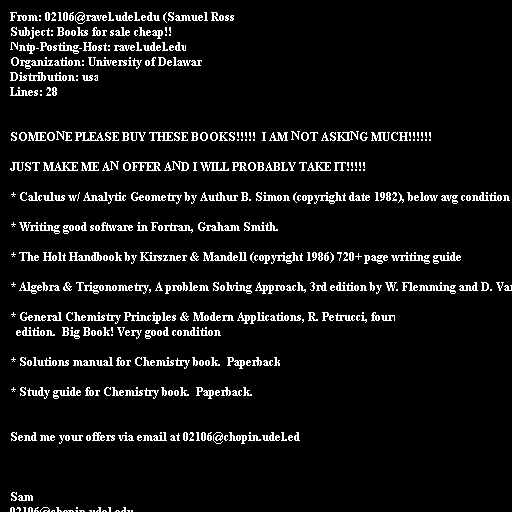 From: 02106@ravel.udel.edu (Samuel Ross
Subject: Books for sale cheap!!
Nntp-Posting-Host: ravel.udel.edu
Organization: University of Delawar
Distribution: usa
Lines: 28
SOMEONE PLEASE BUY THESE BOOKS!!!!! I AM NOT ASKING MUCH!!!!!!
JUST MAKE ME AN OFFER AND I WILL PROBABLY TAKE IT!!!!!
* Calculus w/ Analytic Geometry by Authur B. Simon (copyright date 1982), below avg condition
* Writing good software in Fortran, Graham Smith.
* The Holt Handbook by Kirszner & Mandell (copyright 1986) 720+ page writing guide
* Algebra & Trigonometry, A problem Solving Approach, 3rd edition by W. Flemming and D. Var
* General Chemistry Principles & Modern Applications, R. Petrucci, four
edition. Big Book! Very good condition
* Solutions manual for Chemistry book. Paperback
* Study guide for Chemistry book. Paperback.
Send me your offers via email at 02106@chopin.udel.ed
Sam
02106@chopin.udel.edu